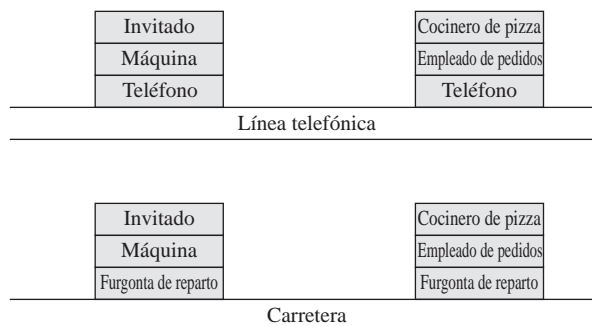 Invitado Cocinero de pizza
Máquina Empleado de pedidos
Teléfono Teléfono
Línea telefónica
Invitado Cocinero de pizza
Máquina Empleado de pedidos
Furgonta de reparto Furgonta de reparto
Carretera